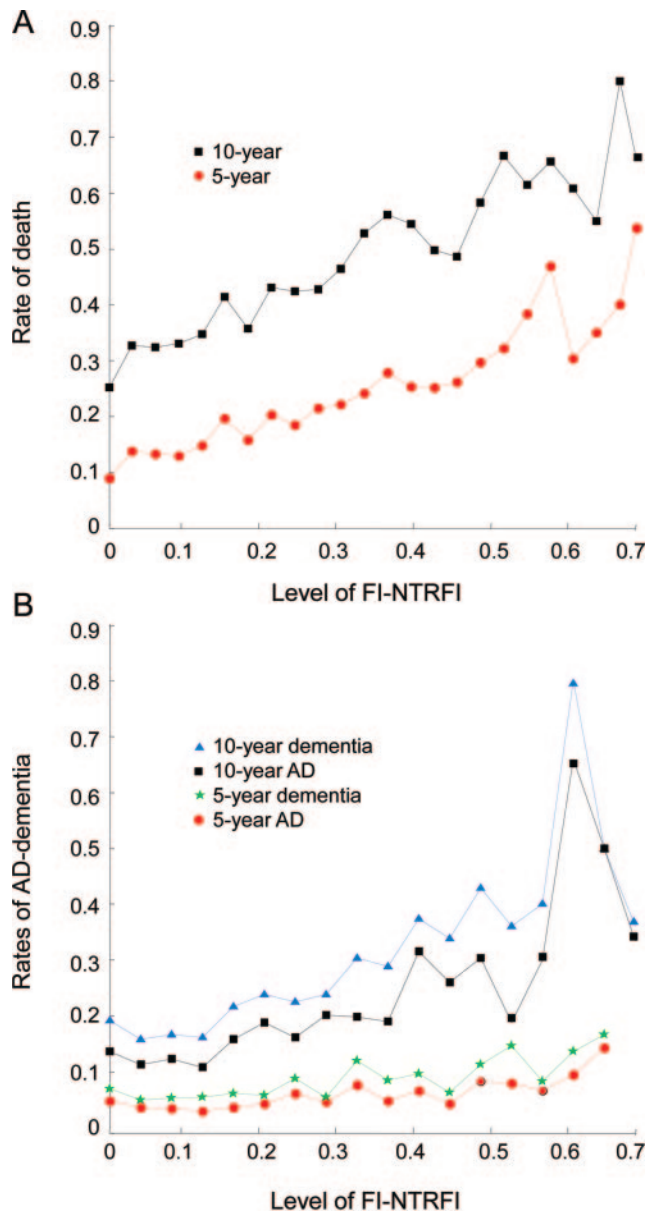 A
0.9
0.8
0.7
0.6
0.5
0.4
0.3
0.2
0.1
0
Rate of death
10-year
5-year
0 0.1 0.2 0.3 0.4 0.5 0.6 0.7
Level of FI-NTRFI
B
0.9
0.8
0.7
0.6
0.5
0.4
0.3
0.2
0.1
0
Rates of AD-dementia
10-year dementia
10-year AD
5-year dementia
5-year AD
0 0.1 0.2 0.3 0.4 0.5 0.6 0.7
Level of FI-NTRFI